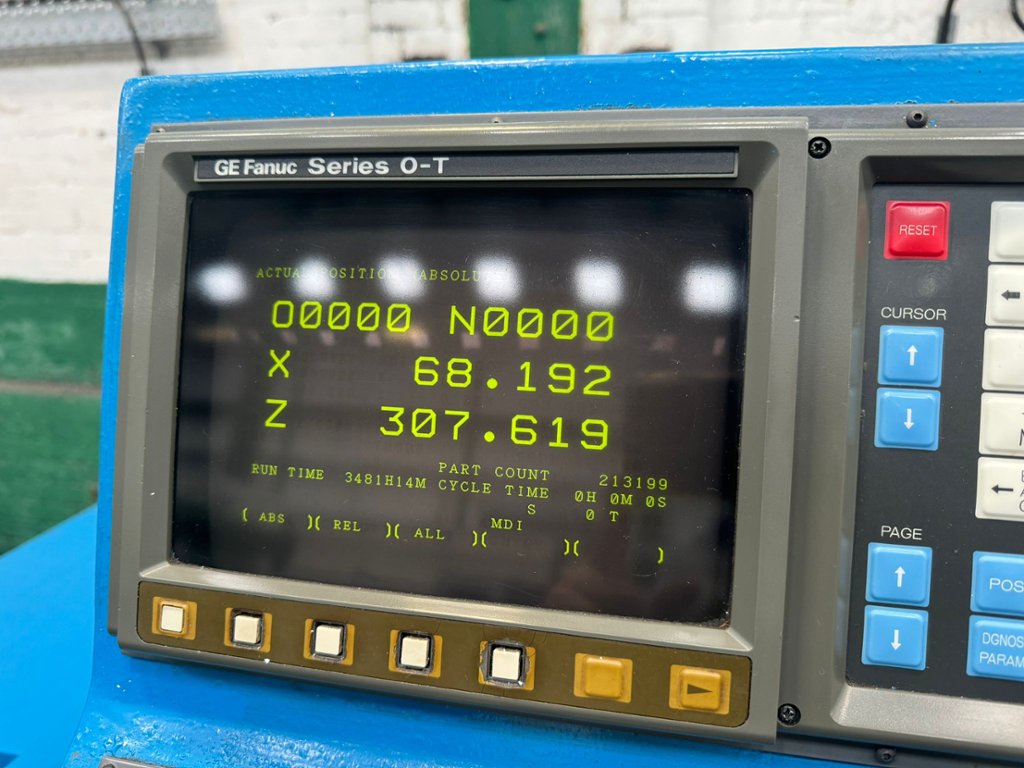 GE Fanuc Series 0-T
ACTUAL POSITION (ABSOLUTE)
O0000 N0000
X 68.192
Z 307.619
PART COUNT 213199
RUN TIME 3481H14M CYCLE TIME 0H 0M 0S
S 0 T
MDI
( ABS )( REL )( ALL )( )( )
RESET
CURSOR
↑
↓
PAGE
↑
↓
POS
DGNOS
PARAM